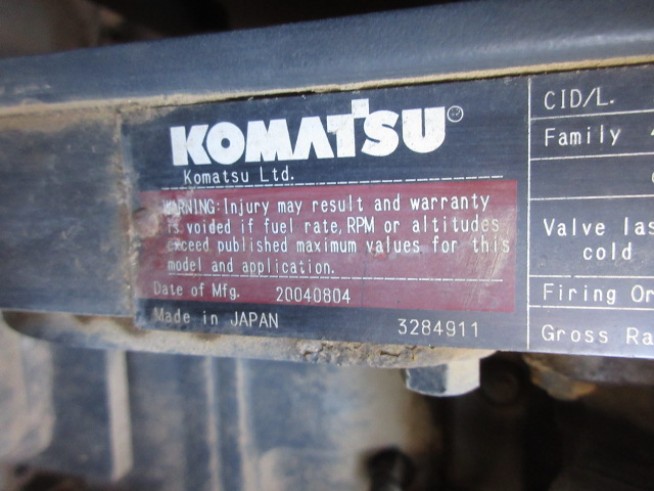 KOMATSU®
Komatsu Ltd.
WARNING: Injury may result and warranty
is voided if fuel rate, RPM or altitudes
exceed published maximum values for this
model and application.
Date of Mfg. 20040804
Made in JAPAN 3284911
CID/L.
Family
Valve las
cold
Firing Or
Gross Ra